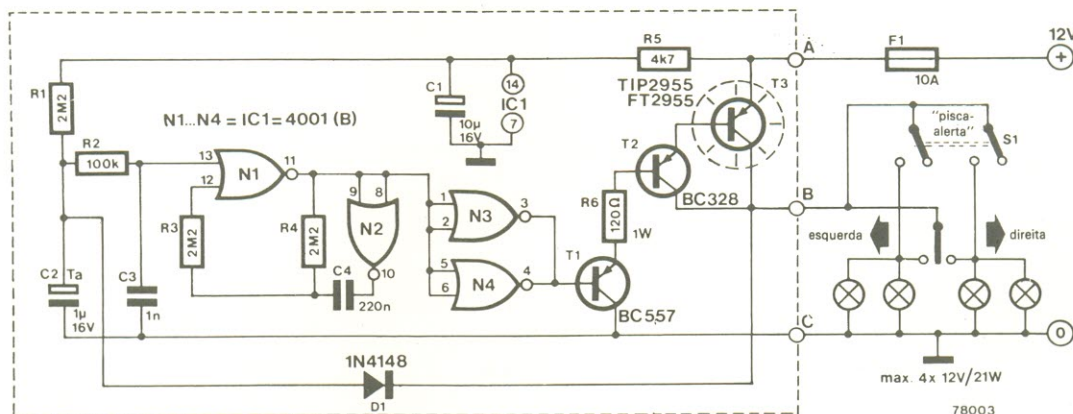 R1
2M2
R2
100k
N1...N4 = IC1 = 4001 (B)
C1
10µ
16V
14
IC1
7
R5
4k7
TIP2955
FT2955
T3
A
F1
10A
12V
+
13
12
N1
11
R3
2M2
R4
2M2
9
8
N2
10
C4
220n
1
2
N3
3
5
6
N4
4
T1
BC557
R6
120Ω
1W
T2
BC328
B
"pisca-
alerta"
S1
esquerda
direita
C2
Ta
1µ
16V
C3
1n
C
0
1N4148
D1
max. 4x 12V/21W
78003